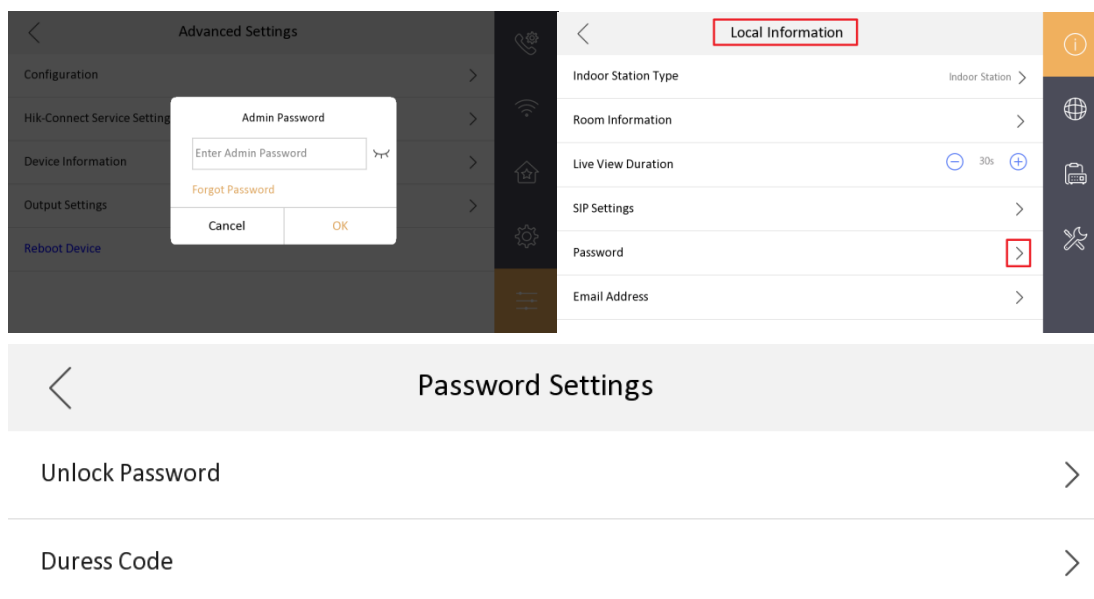 Advanced Settings
Configuration
Hik-Connect Service Setting
Device Information
Output Settings
Reboot Device
Admin Password
Enter Admin Password
Forgot Password
Cancel
OK
Local Information
Indoor Station Type
Indoor Station
Room Information
Live View Duration
30s
SIP Settings
Password
Email Address
Password Settings
Unlock Password
Duress Code